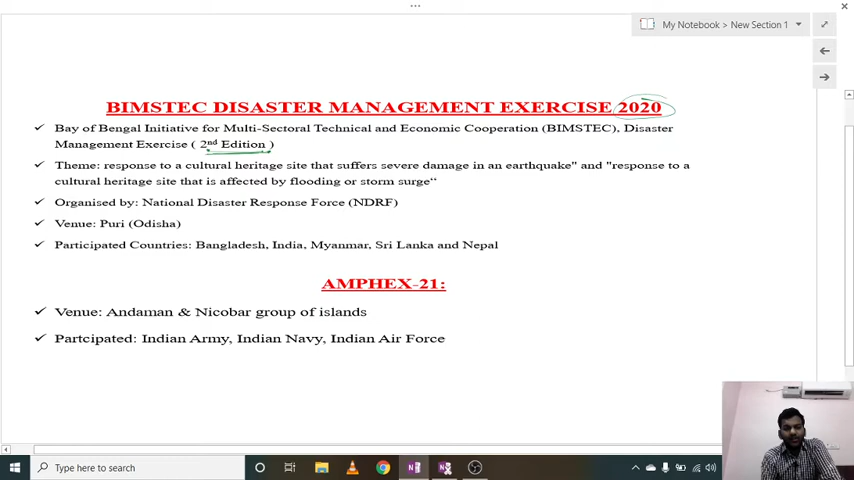 My Notebook > New Section 1
BIMSTEC DISASTER MANAGEMENT EXERCISE 2020
✓ Bay of Bengal Initiative for Multi-Sectoral Technical and Economic Cooperation (BIMSTEC), Disaster
Management Exercise ( 2nd Edition )
✓ Theme: response to a cultural heritage site that suffers severe damage in an earthquake" and "response to a
cultural heritage site that is affected by flooding or storm surge“
✓ Organised by: National Disaster Response Force (NDRF)
✓ Venue: Puri (Odisha)
✓ Participated Countries: Bangladesh, India, Myanmar, Sri Lanka and Nepal
AMPHEX-21:
✓ Venue: Andaman & Nicobar group of islands
✓ Partcipated: Indian Army, Indian Navy, Indian Air Force
Type here to search